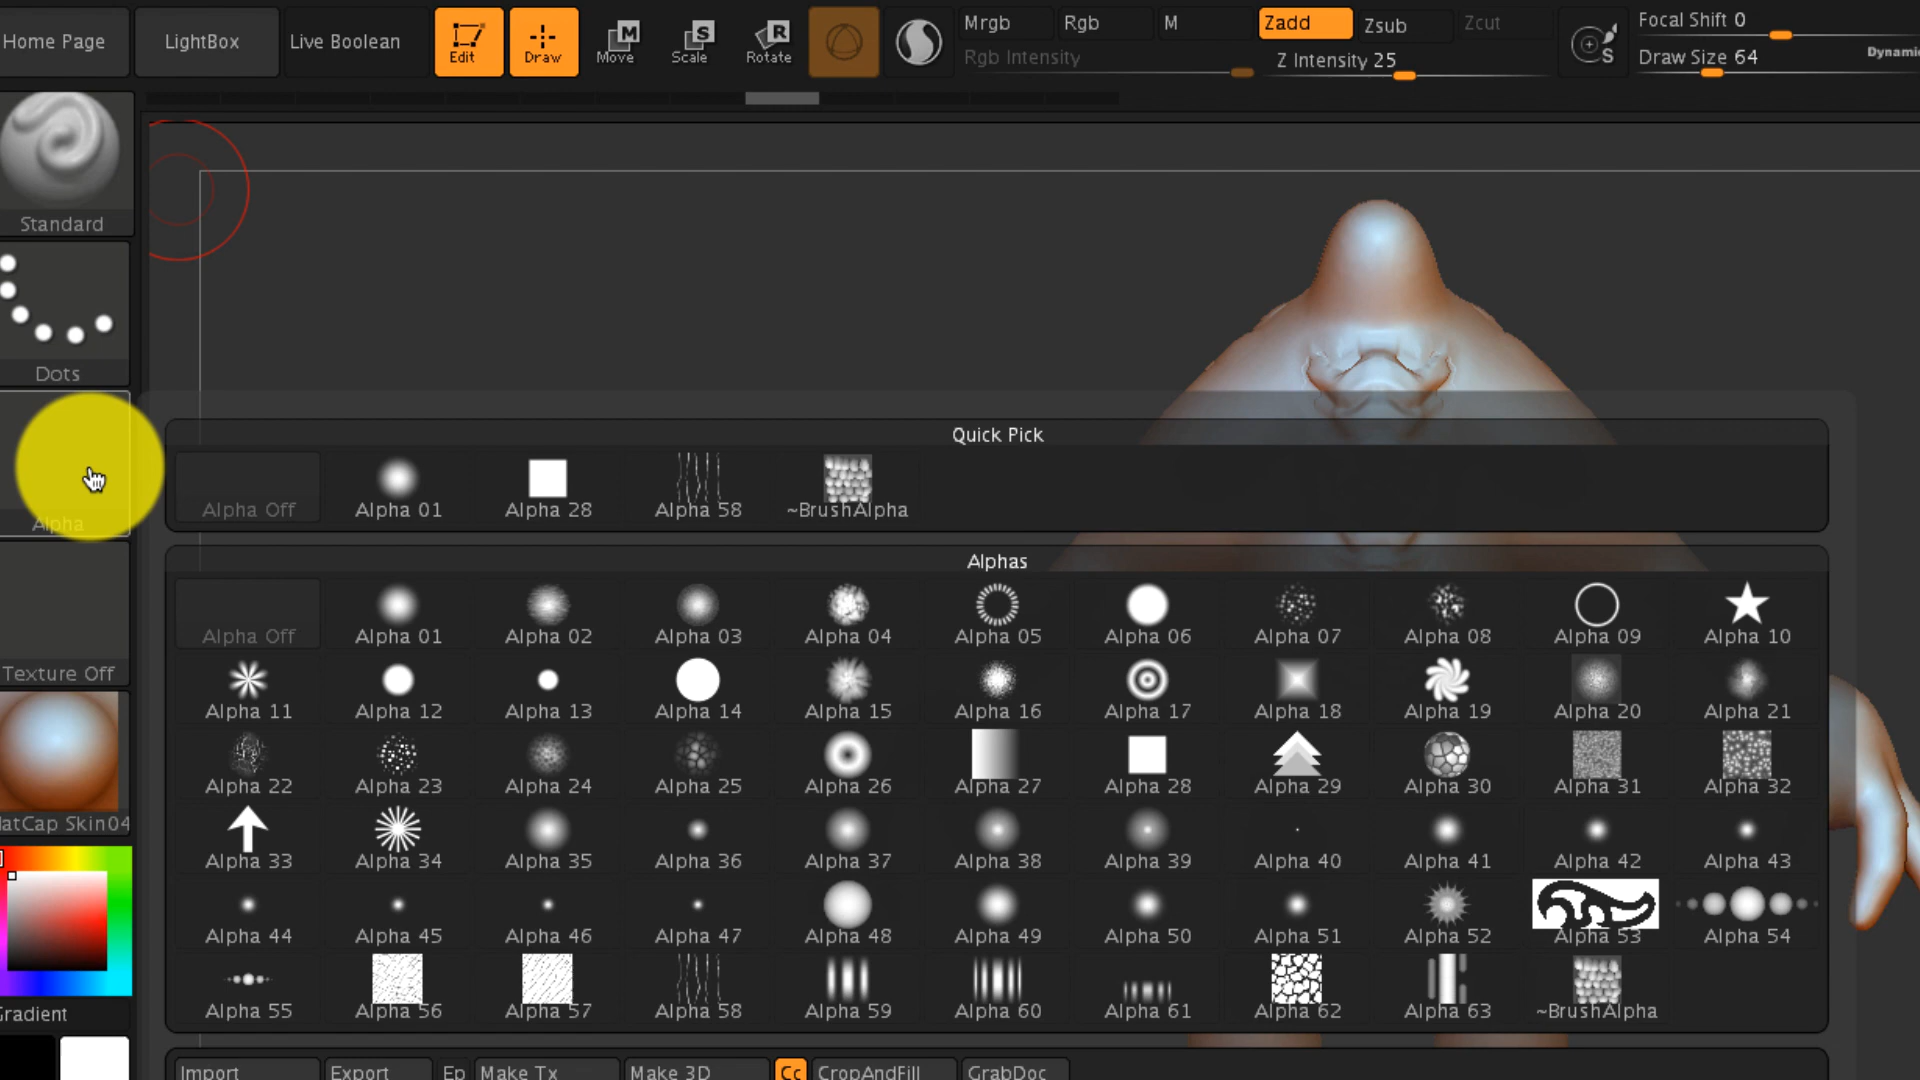 Home Page LightBox Live Boolean Edit Draw Move Scale Rotate Mrgb Rgb M Zadd Zsub Zcut Focal Shift 0
Rgb Intensity Z Intensity 25 Draw Size 64 Dynamic
M S R S
Standard
Dots
Alpha
Texture Off
MatCap Skin04
Gradient
Quick Pick
Alpha Off Alpha 01 Alpha 28 Alpha 58 ~BrushAlpha
Alphas
Alpha Off Alpha 01 Alpha 02 Alpha 03 Alpha 04 Alpha 05 Alpha 06 Alpha 07 Alpha 08 Alpha 09 Alpha 10
Alpha 11 Alpha 12 Alpha 13 Alpha 14 Alpha 15 Alpha 16 Alpha 17 Alpha 18 Alpha 19 Alpha 20 Alpha 21
Alpha 22 Alpha 23 Alpha 24 Alpha 25 Alpha 26 Alpha 27 Alpha 28 Alpha 29 Alpha 30 Alpha 31 Alpha 32
Alpha 33 Alpha 34 Alpha 35 Alpha 36 Alpha 37 Alpha 38 Alpha 39 Alpha 40 Alpha 41 Alpha 42 Alpha 43
Alpha 44 Alpha 45 Alpha 46 Alpha 47 Alpha 48 Alpha 49 Alpha 50 Alpha 51 Alpha 52 Alpha 53 Alpha 54
Alpha 55 Alpha 56 Alpha 57 Alpha 58 Alpha 59 Alpha 60 Alpha 61 Alpha 62 Alpha 63 ~BrushAlpha
Import Export Ep Make Tx Make 3D Cc CropAndFill GrabDoc